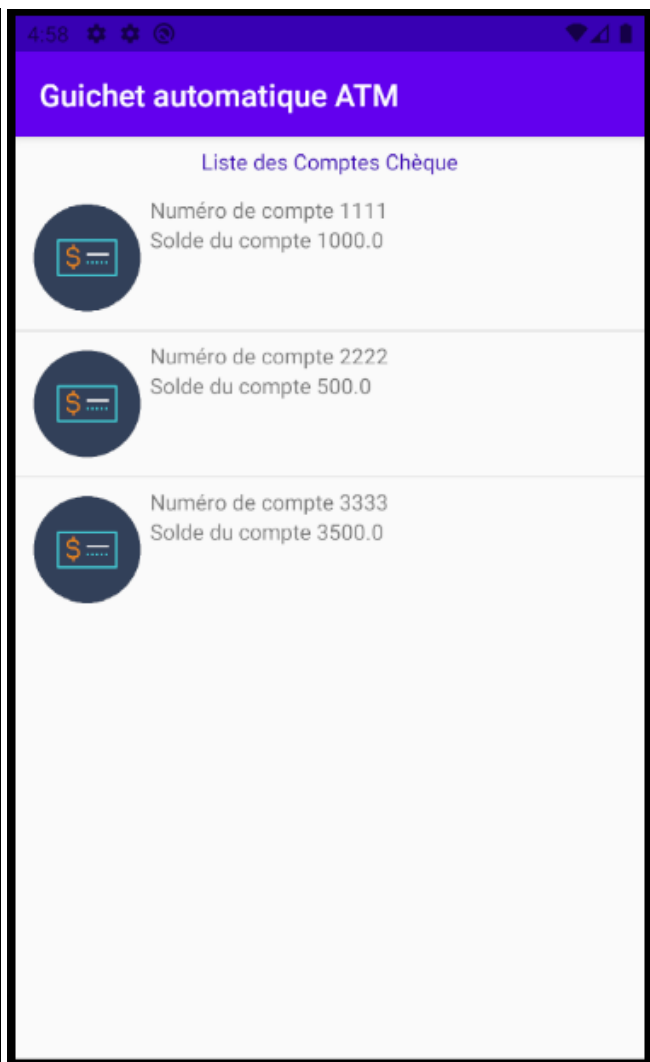 4:58
Guichet automatique ATM
Liste des Comptes Chèque
Numéro de compte 1111
Solde du compte 1000.0
Numéro de compte 2222
Solde du compte 500.0
Numéro de compte 3333
Solde du compte 3500.0